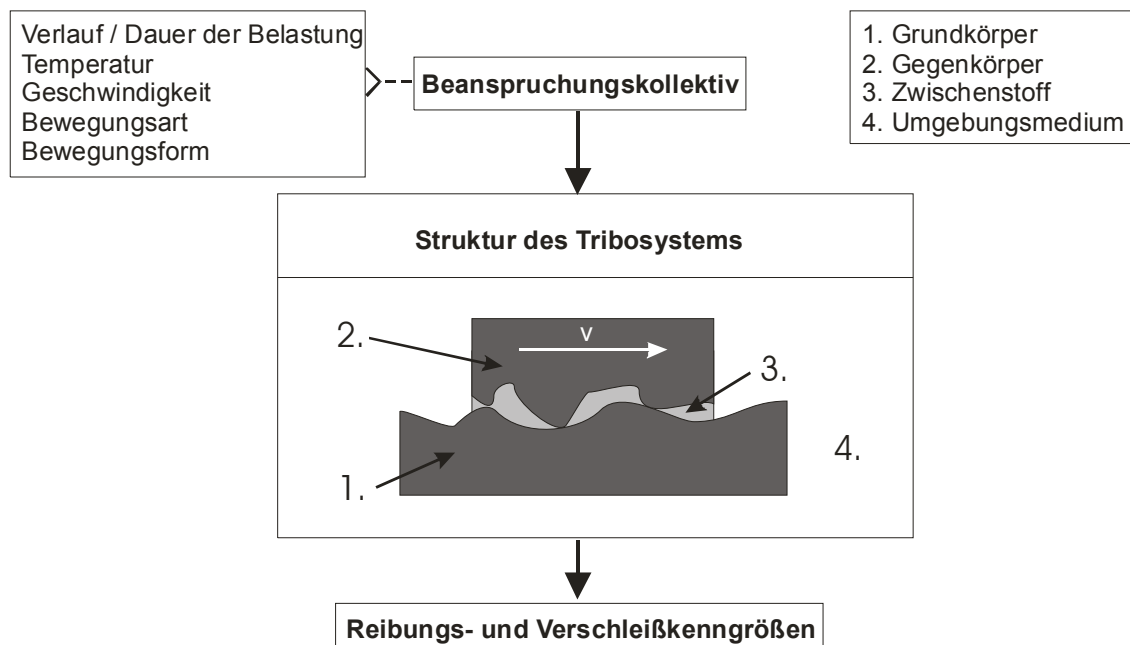 Verlauf / Dauer der Belastung
Temperatur
Geschwindigkeit
Bewegungsart
Bewegungsform
Beanspruchungskollektiv
1. Grundkörper
2. Gegenkörper
3. Zwischenstoff
4. Umgebungsmedium
Struktur des Tribosystems
v
2.
3.
4.
1.
Reibungs- und Verschleißkenngrößen